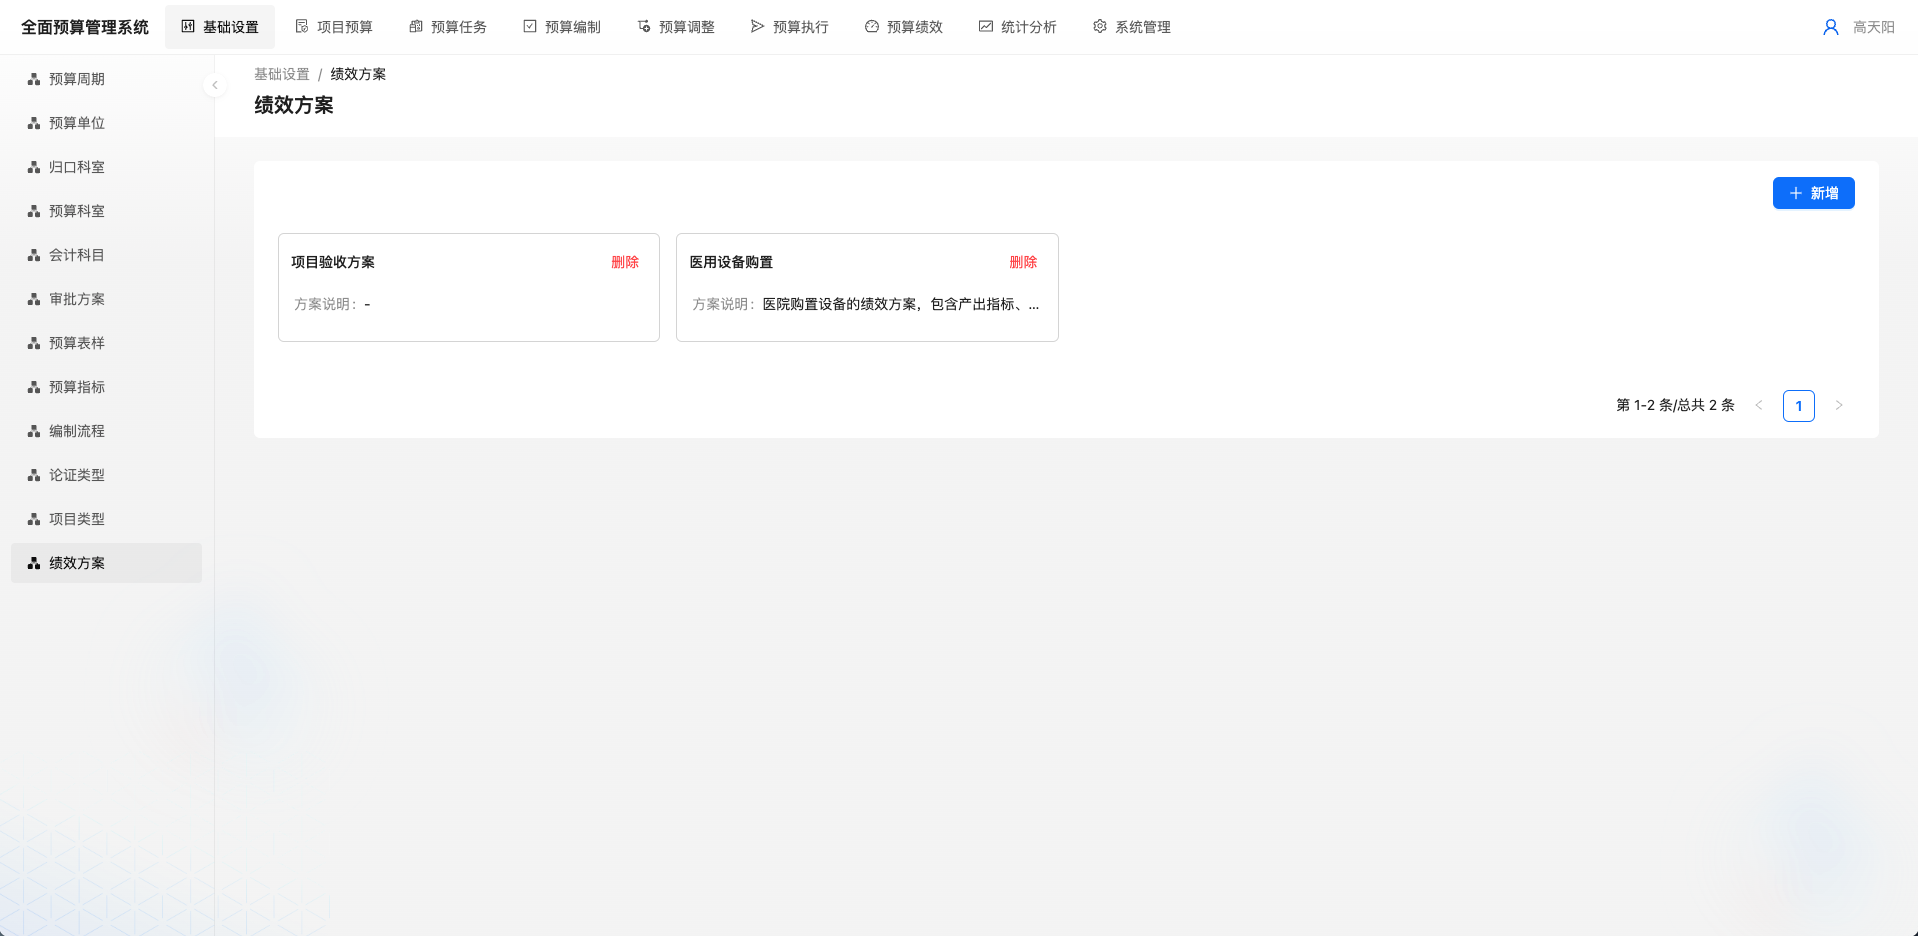 全面预算管理系统
基础设置
项目预算
预算任务
预算编制
预算调整
预算执行
预算绩效
统计分析
系统管理
高天阳
预算周期
预算单位
归口科室
预算科室
会计科目
审批方案
预算表样
预算指标
编制流程
论证类型
项目类型
绩效方案
基础设置 / 绩效方案
绩效方案
新增
项目验收方案
删除
方案说明：-
医用设备购置
删除
方案说明：医院购置设备的绩效方案，包含产出指标、...
第 1-2 条/总共 2 条
1